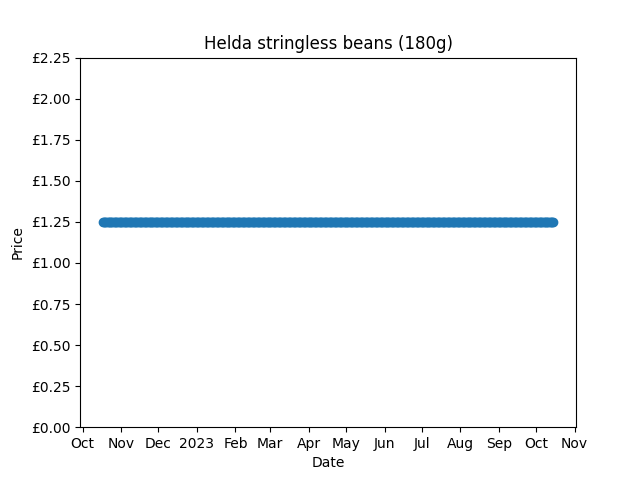 Helda stringless beans (180g)
£2.25
£2.00
£1.75
£1.50
£1.25
£1.00
£0.75
£0.50
£0.25
£0.00
Price
Oct Nov Dec 2023 Feb Mar Apr May Jun Jul Aug Sep Oct Nov
Date